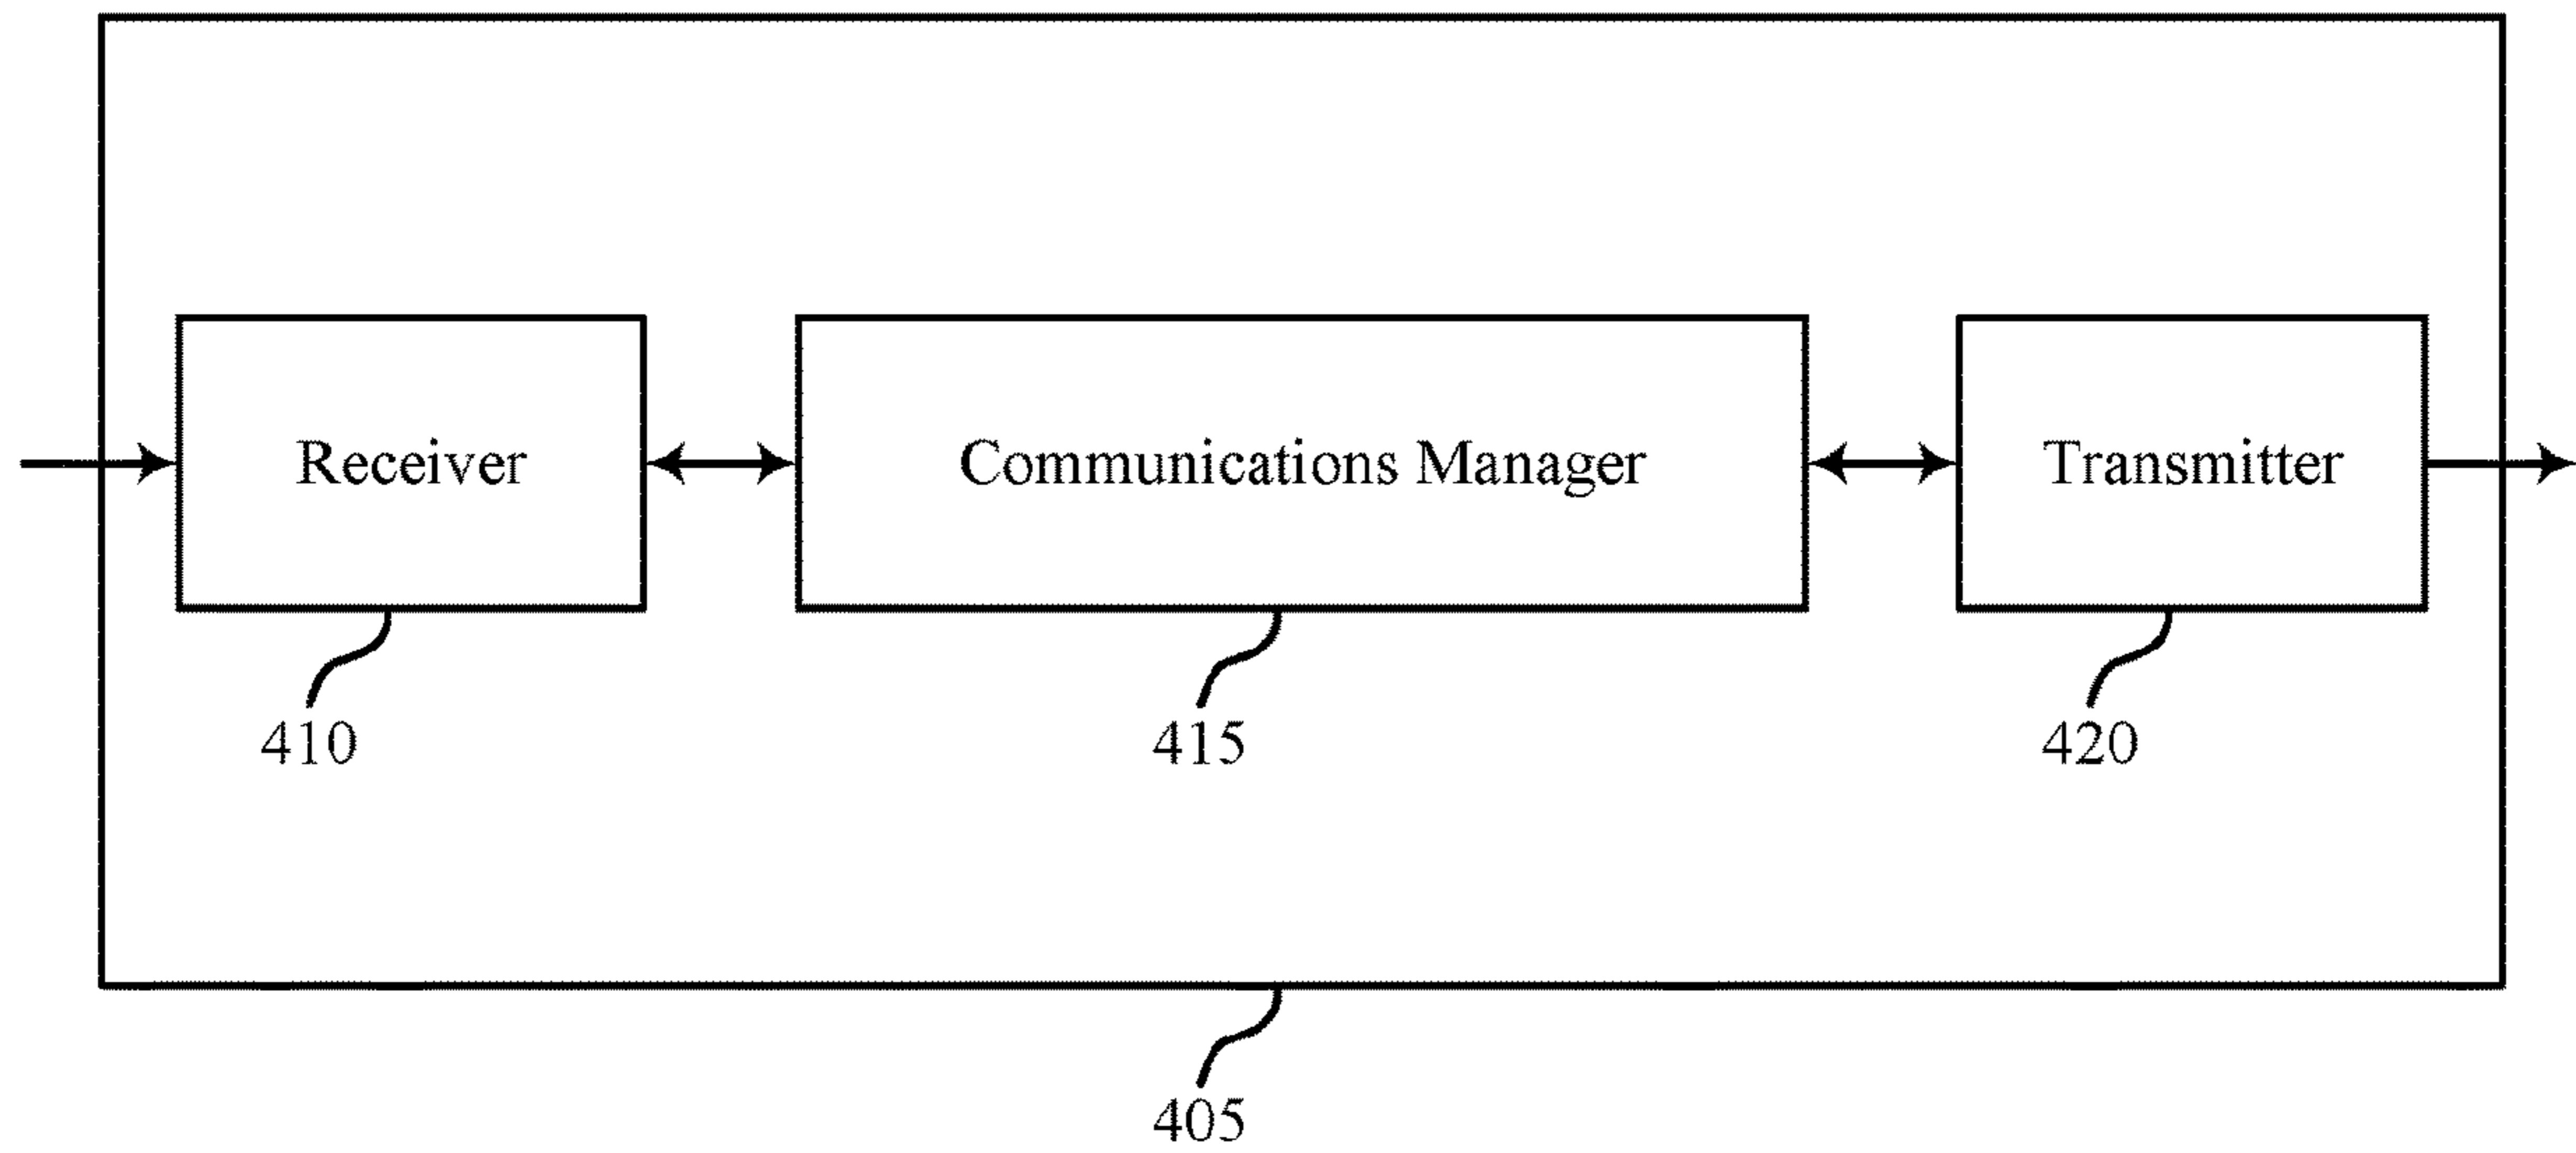 Receiver
Communications Manager
Transmitter
410
415
420
405